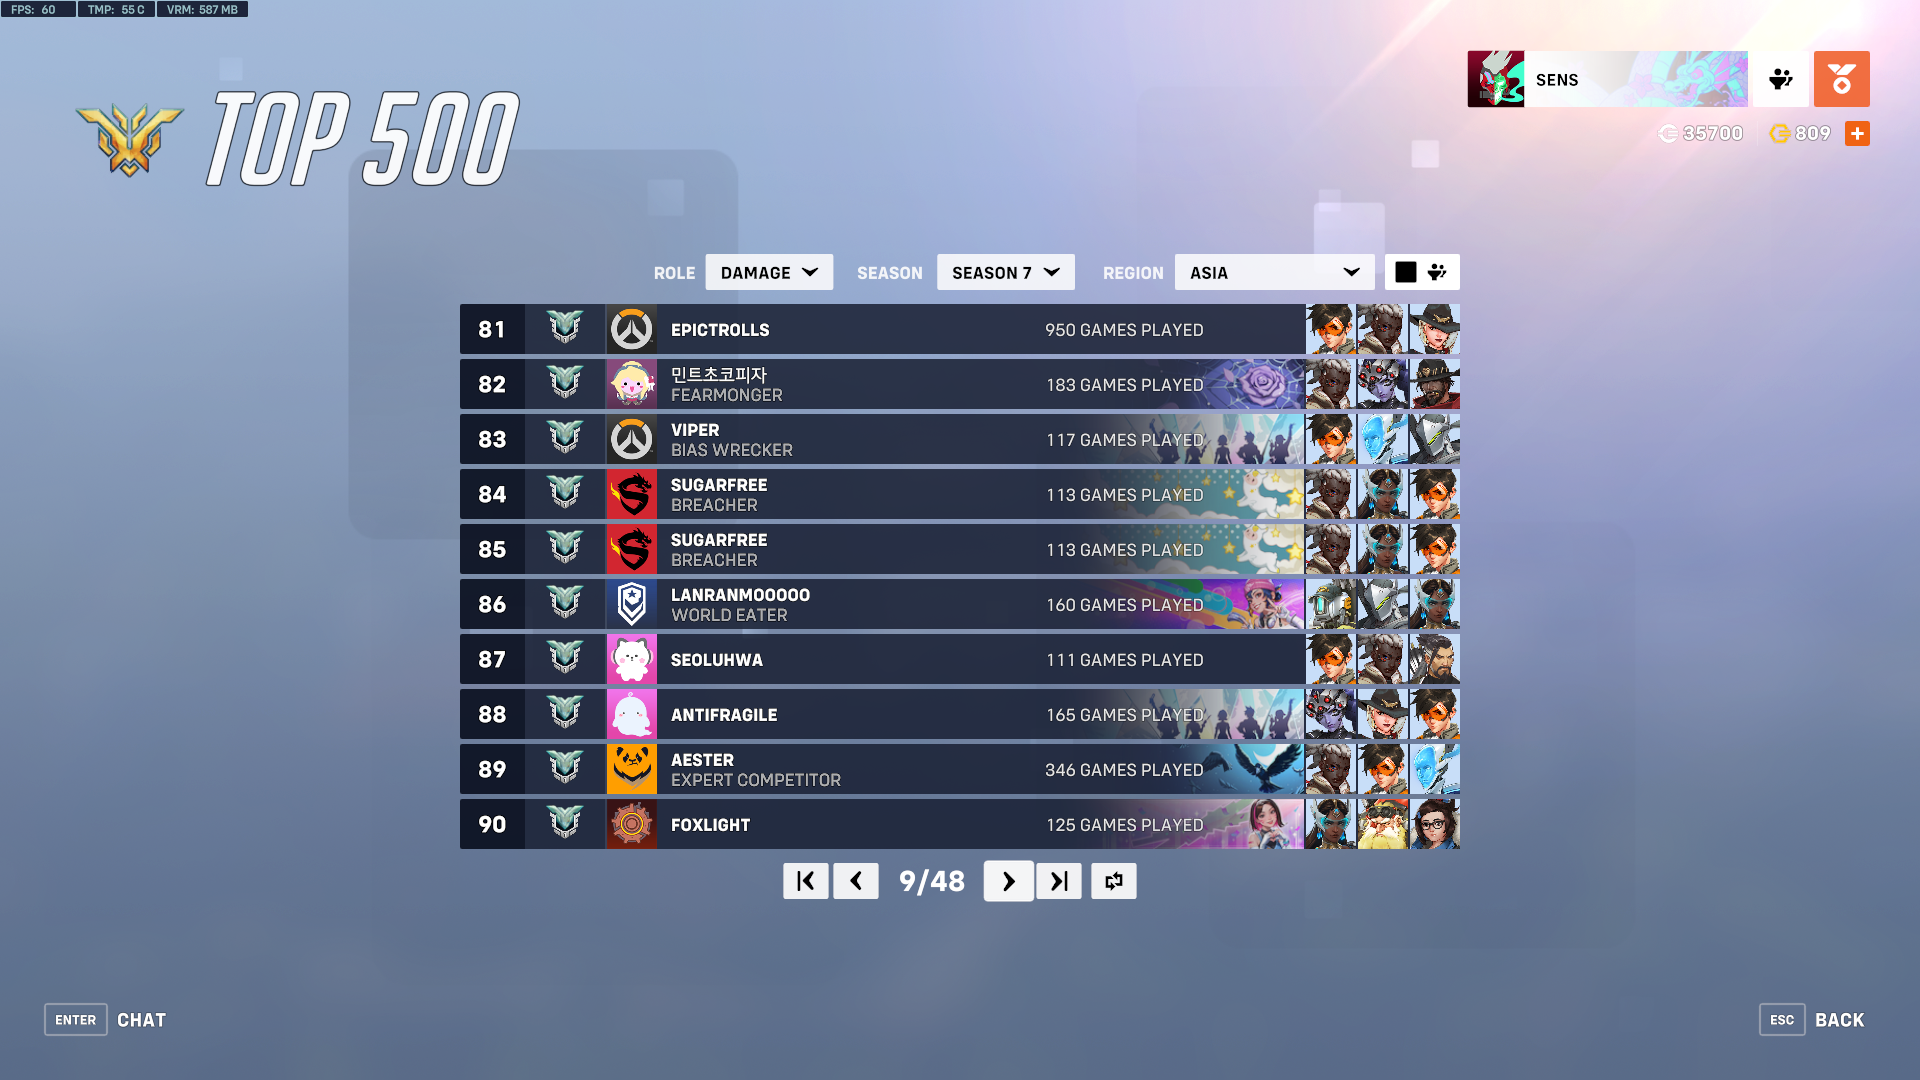 FPS: 60 TMP: 55 C VRM: 587 MB
TOP 500
SENS
35700 809
ROLE DAMAGE SEASON SEASON 7 REGION ASIA
81 EPICTROLLS 950 GAMES PLAYED
82 민트초코피자 183 GAMES PLAYED
FEARMONGER
83 VIPER 117 GAMES PLAYED
BIAS WRECKER
84 SUGARFREE 113 GAMES PLAYED
BREACHER
85 SUGARFREE 113 GAMES PLAYED
BREACHER
86 LANRANMOOOOO 160 GAMES PLAYED
WORLD EATER
87 SEOLUHWA 111 GAMES PLAYED
88 ANTIFRAGILE 165 GAMES PLAYED
89 AESTER 346 GAMES PLAYED
EXPERT COMPETITOR
90 FOXLIGHT 125 GAMES PLAYED
9/48
ENTER CHAT
ESC BACK